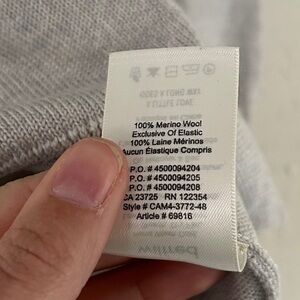 100% Merino Wool
Exclusive Of Elastic
100% Laine Mérinos
Aucun Élastique Compris
P.O. # 4500094204
P.O. # 4500094205
P.O. # 4500094208
CA 23725 RN 122354
Style # CAM4-3772-48
Article # 69816